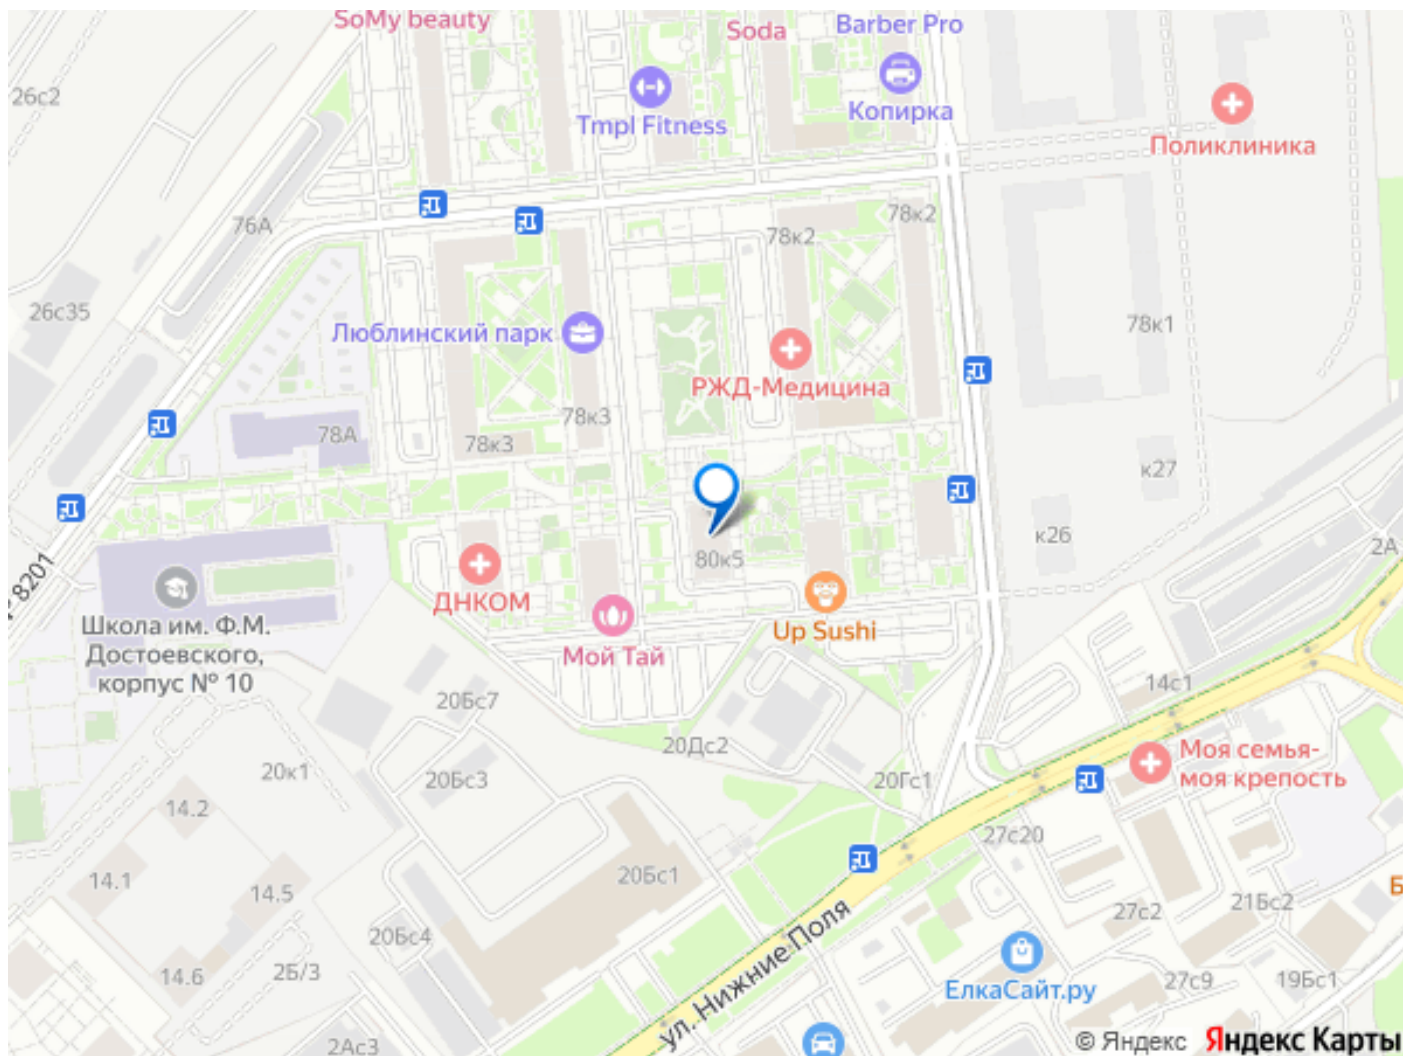 SoMy beauty
Soda
Barber Pro
26с2
Tmpl Fitness
Копирка
Поликлиника
76А
78к2
78к2
26с35
Люблинский парк
78к1
РЖД-Медицина
78к3
78А
78к3
к27
к26
2А
80к5
8201
ДНКОМ
Школа им. Ф.М.
Достоевского,
корпус № 10
Мой Тай
Up Sushi
20Бс7
14с1
20Дс2
20к1
20Бс3
20Гс1
Моя семья-
моя крепость
14.2
27с20
14.1
14.5
20Бс1
21Бс2
Б
27с2
20Бс4
ул. Нижние Поля
14.6
2Б/3
ЕлкаСайт.ру
27с9
19Бс1
2Ас3
© Яндекс Яндекс Карты